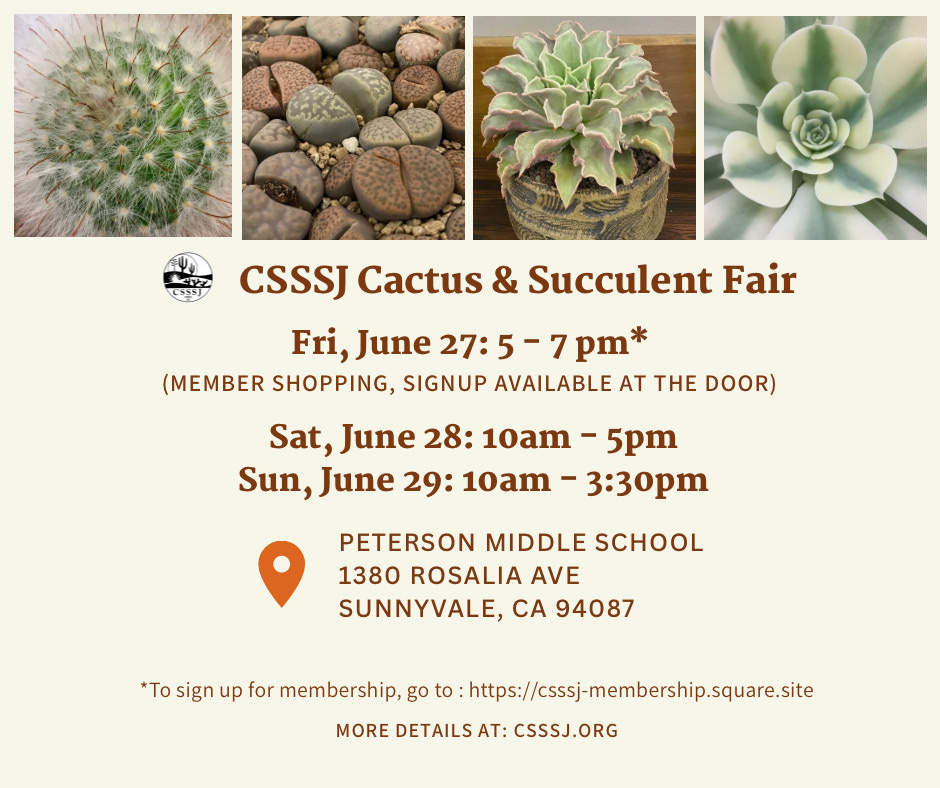 CSSSJ
CSSSJ Cactus & Succulent Fair
Fri, June 27: 5 – 7 pm*
(MEMBER SHOPPING, SIGNUP AVAILABLE AT THE DOOR)
Sat, June 28: 10am – 5pm
Sun, June 29: 10am – 3:30pm
PETERSON MIDDLE SCHOOL
1380 ROSALIA AVE
SUNNYVALE, CA 94087
*To sign up for membership, go to : https://csssj-membership.square.site
MORE DETAILS AT: CSSSJ.ORG